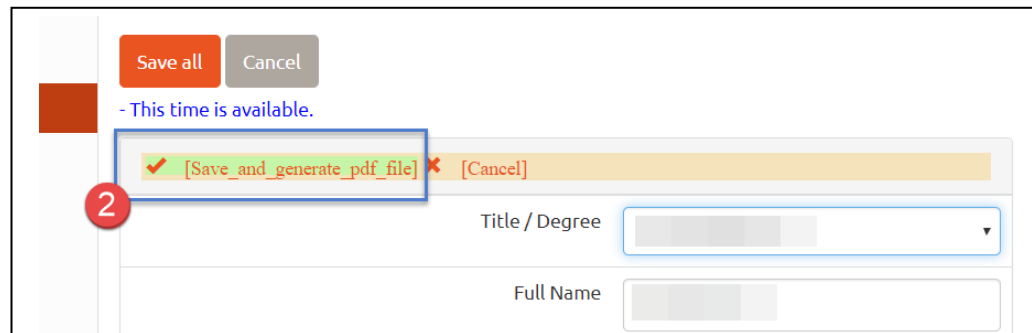 Save all Cancel
- This time is available.
[Save_and_generate_pdf_file] [Cancel]
2
Title / Degree
Full Name